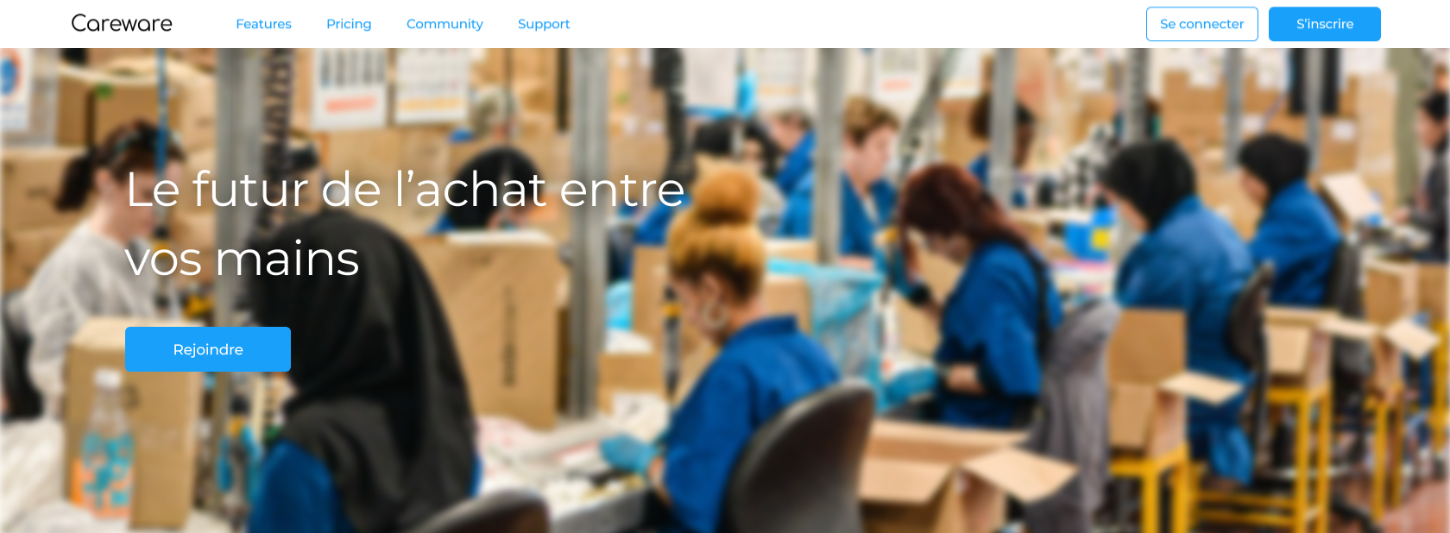 Careware
Features
Pricing
Community
Support
Se connecter
S'inscrire
Le futur de l'achat entre
vos mains
Rejoindre